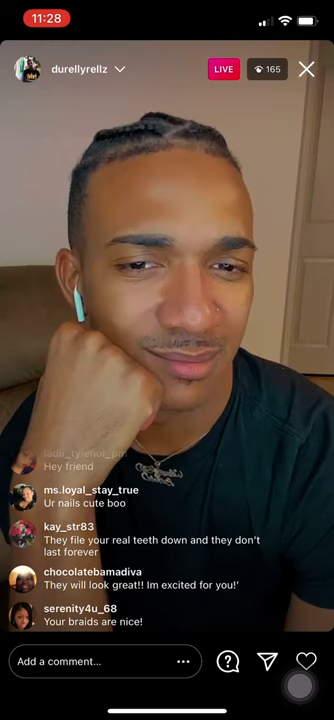 11:28
durellyrellz
LIVE
165
ladii_tylenol_pm
Hey friend
ms.loyal_stay_true
Ur nails cute boo
kay_str83
They file your real teeth down and they don't
last forever
chocolatebamadiva
They will look great!! Im excited for you!'
serenity4u_68
Your braids are nice!
Add a comment...